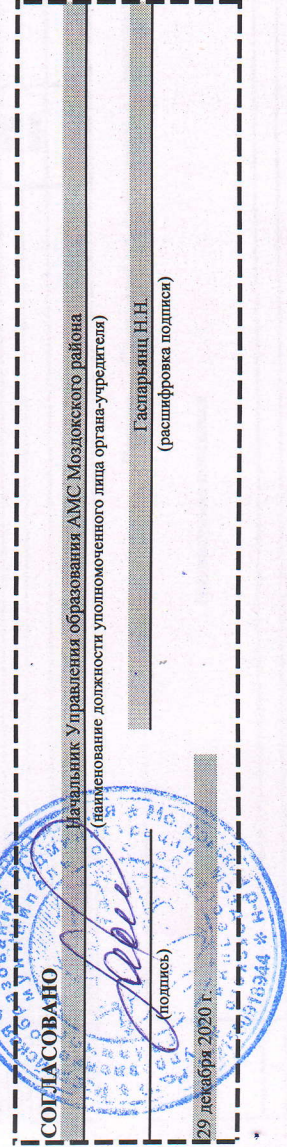 СОГЛАСОВАНО
Начальник Управления образования АМС Моздокского района
(наименование должности уполномоченного лица органа-учредителя)
Гаспарьянц Н.Н.
(подпись)
(расшифровка подписи)
29 декабря 2020 г.